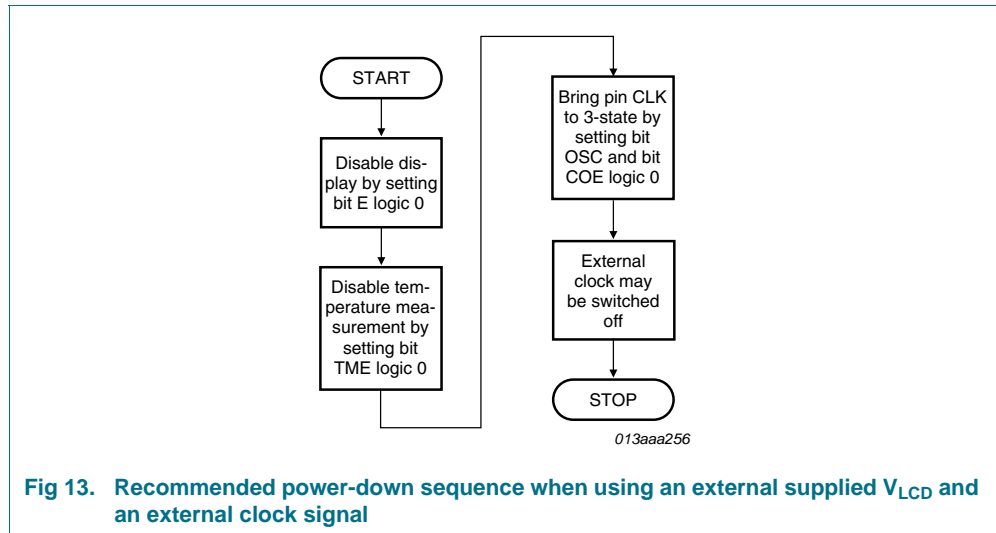 START
Disable dis-
play by setting
bit E logic 0
Disable tem-
perature mea-
surement by
setting bit
TME logic 0
Bring pin CLK
to 3-state by
setting bit
OSC and bit
COE logic 0
External
clock may
be switched
off
STOP
013aaa256
Fig 13. Recommended power-down sequence when using an external supplied VLCD and
an external clock signal